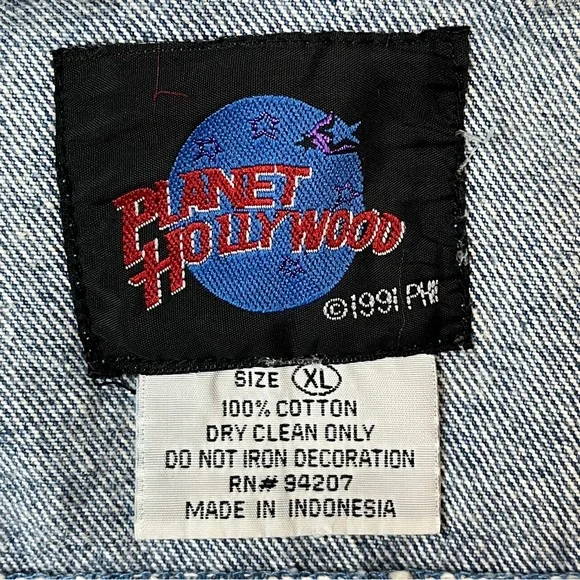 PLANET
HOLLYWOOD
©1991 PHI
SIZE XL
100% COTTON
DRY CLEAN ONLY
DO NOT IRON DECORATION
RN# 94207
MADE IN INDONESIA